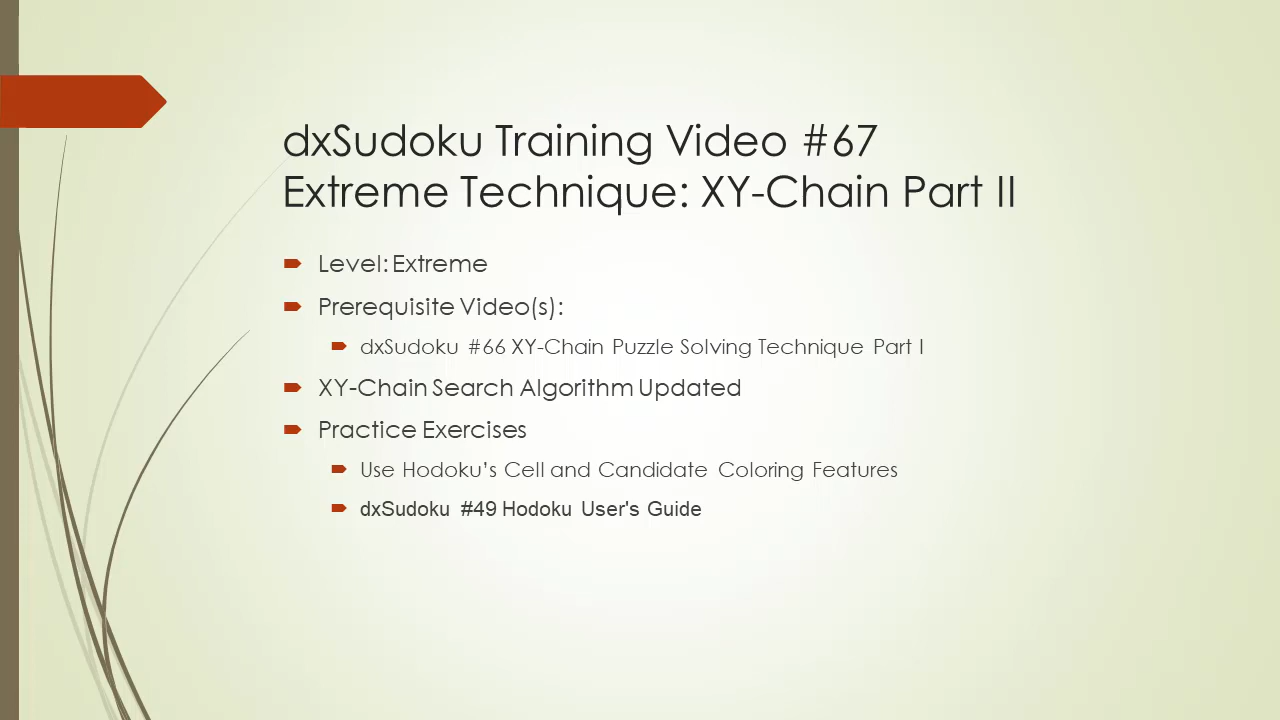 dxSudoku Training Video #67
Extreme Technique: XY-Chain Part II
Level: Extreme
Prerequisite Video(s):
dxSudoku #66 XY-Chain Puzzle Solving Technique Part I
XY-Chain Search Algorithm Updated
Practice Exercises
Use Hodoku's Cell and Candidate Coloring Features
dxSudoku #49 Hodoku User's Guide